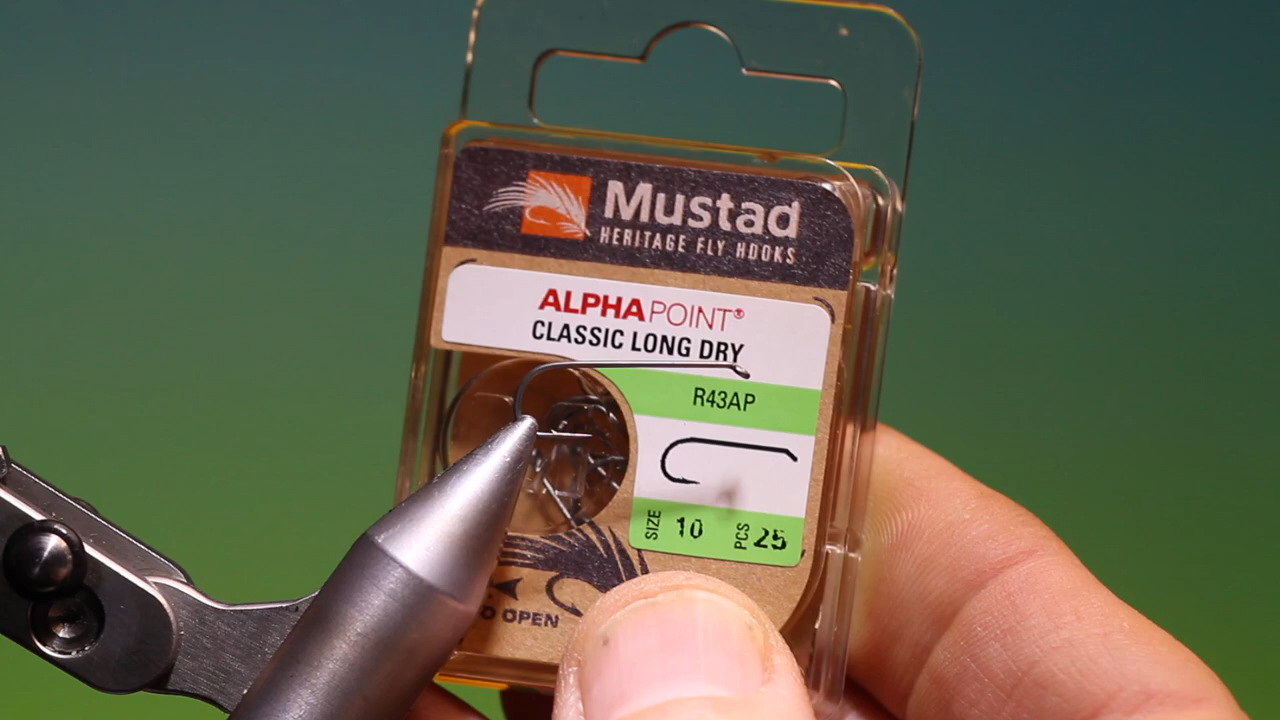 Mustad
HERITAGE FLY HOOKS
ALPHAPOINT®
CLASSIC LONG DRY
R43AP
SIZE 10 PCS 25
OPEN